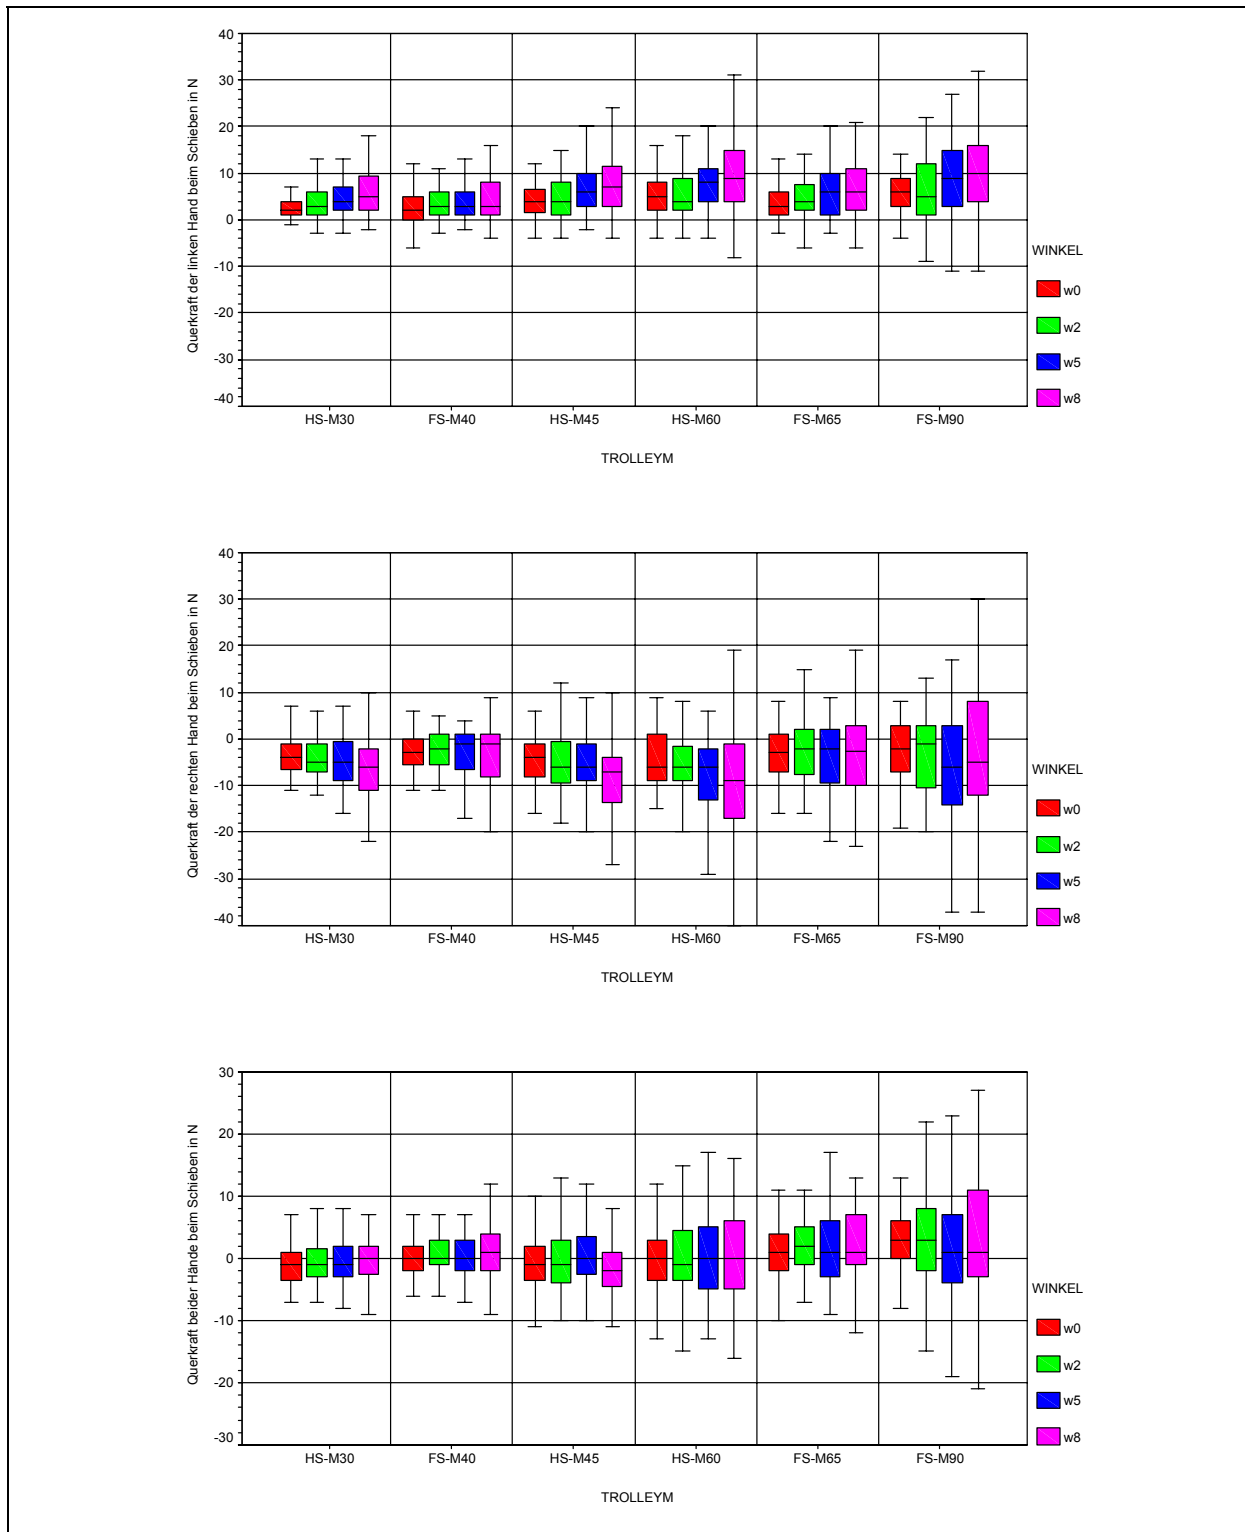 Querkraft der linken Hand beim Schieben in N
40
30
20
10
0
-10
-20
-30
-40
HS-M30 FS-M40 HS-M45 HS-M60 FS-M65 FS-M90
TROLLEYM
WINKEL
w0
w2
w5
w8
Querkraft der rechten Hand beim Schieben in N
40
30
20
10
0
-10
-20
-30
-40
HS-M30 FS-M40 HS-M45 HS-M60 FS-M65 FS-M90
TROLLEYM
WINKEL
w0
w2
w5
w8
Querkraft beider Hände beim Schieben in N
30
20
10
0
-10
-20
-30
HS-M30 FS-M40 HS-M45 HS-M60 FS-M65 FS-M90
TROLLEYM
WINKEL
w0
w2
w5
w8